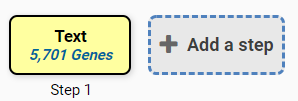 Text
5,701 Genes
Add a step
Step 1